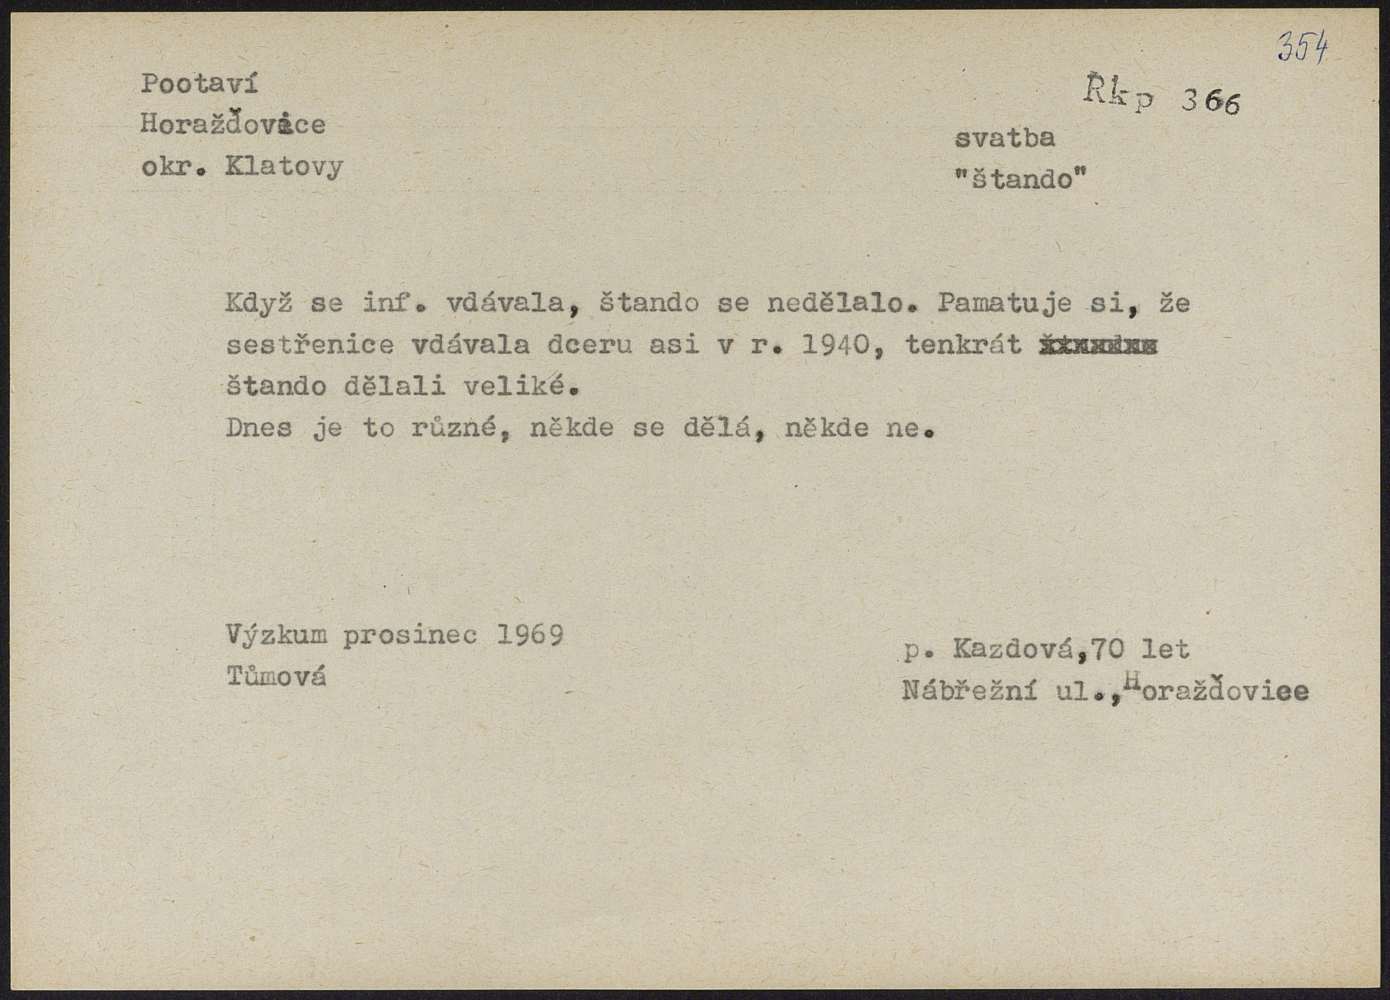 354
Rkp 366
Pootaví
Horažďovice
okr. Klatovy
svatba
"štando"
Když se inf. vdávala, štando se nedělalo. Pamatuje si, že
sestřenice vdávala dceru asi v r. 1940, tenkrát
štando dělali veliké.
Dnes je to různé, někde se dělá, někde ne.
Výzkum prosinec 1969
Tůmová
p. Kazdová,70 let
Nábřežní ul.,Horažďovice